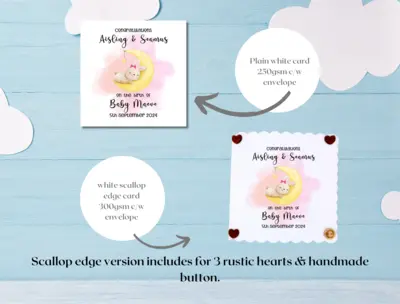 Congratulations
Aisling & Seamus
on the birth of
Baby Maeve
5th September 2024
Plain white card
250gsm c/w
envelope
white scallop
edge card
300gsm c/w
envelope
Congratulations
Aisling & Seamus
on the birth of
Baby Maeve
5th September 2024
Scallop edge version includes for 3 rustic hearts & handmade
button.